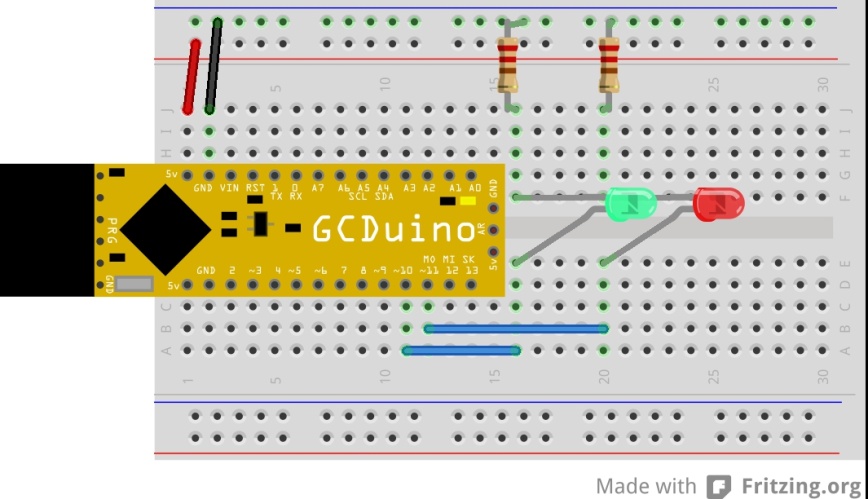 5 10 15 20 25 30
J J
I I
H H
G G
F F
5v GND VIN RST 1 0 A7 A6 A5 A4 A3 A2 A1 A0 GND
TX RX SCL SDA
PRG GCDuino AR
MO MI SK
5v
GND 5v GND 2 ~3 4 ~5 ~6 7 8 ~9 ~10 ~11 12 13
D D
E E
C C
B B
A A
1 5 10 15 20 25 30
Made with Fritzing.org